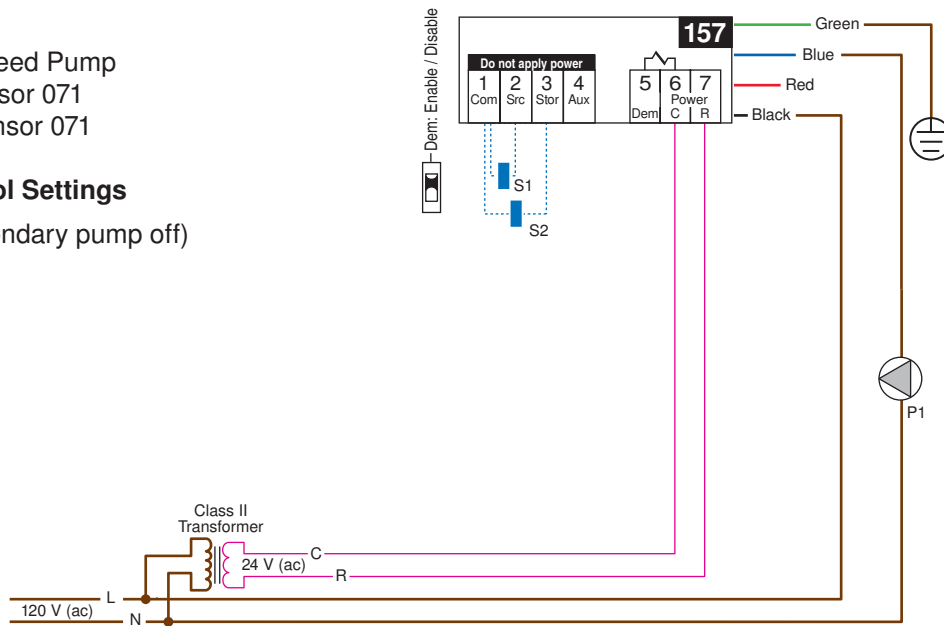 eed Pump
sor 071
nsor 071
ol Settings
ndary pump off)
Dem: Enable / Disable
157
Do not apply power
1 2 3 4
Com Src Stor Aux
5 6 7
Power
Dem C R
Green
Blue
Red
Black
S1
S2
P1
Class II
Transformer
C
24 V (ac)
R
L
120 V (ac)
N